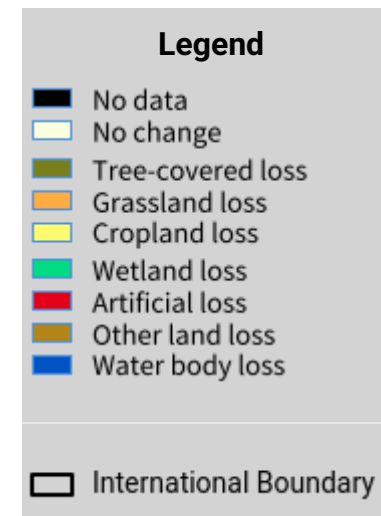 Legend
No data
No change
Tree-covered loss
Grassland loss
Cropland loss
Wetland loss
Artificial loss
Other land loss
Water body loss
International Boundary